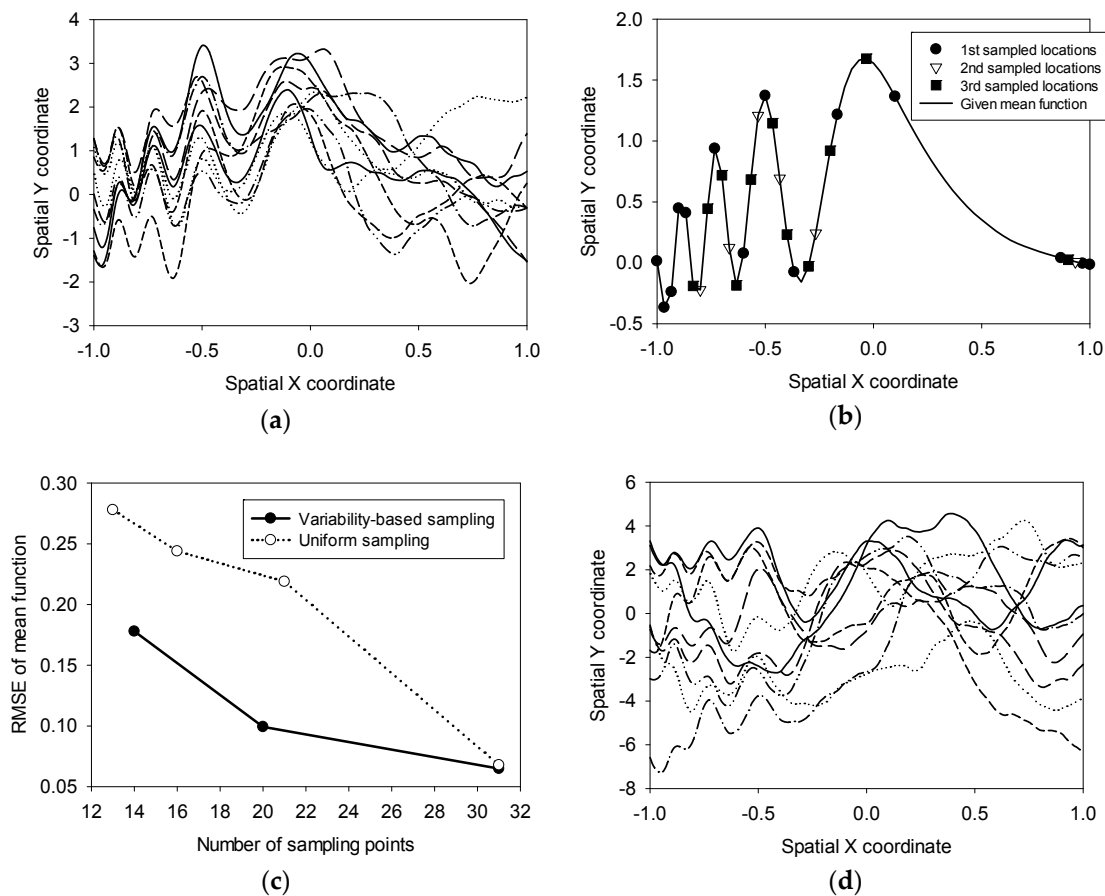 4
3
2
1
0
-1
-2
-3
Spatial Y coordinate
-1.0 -0.5 0.0 0.5 1.0
Spatial X coordinate
(a)
2.0
1.5
1.0
0.5
0.0
-0.5
Spatial Y coordinate
1st sampled locations
2nd sampled locations
3rd sampled locations
Given mean function
-1.0 -0.5 0.0 0.5 1.0
Spatial X coordinate
(b)
0.30
0.25
0.20
0.15
0.10
0.05
RMSE of mean function
Variability-based sampling
Uniform sampling
12 14 16 18 20 22 24 26 28 30 32
Number of sampling points
(c)
6
4
2
0
-2
-4
-6
-8
Spatial Y coordinate
-1.0 -0.5 0.0 0.5 1.0
Spatial X coordinate
(d)